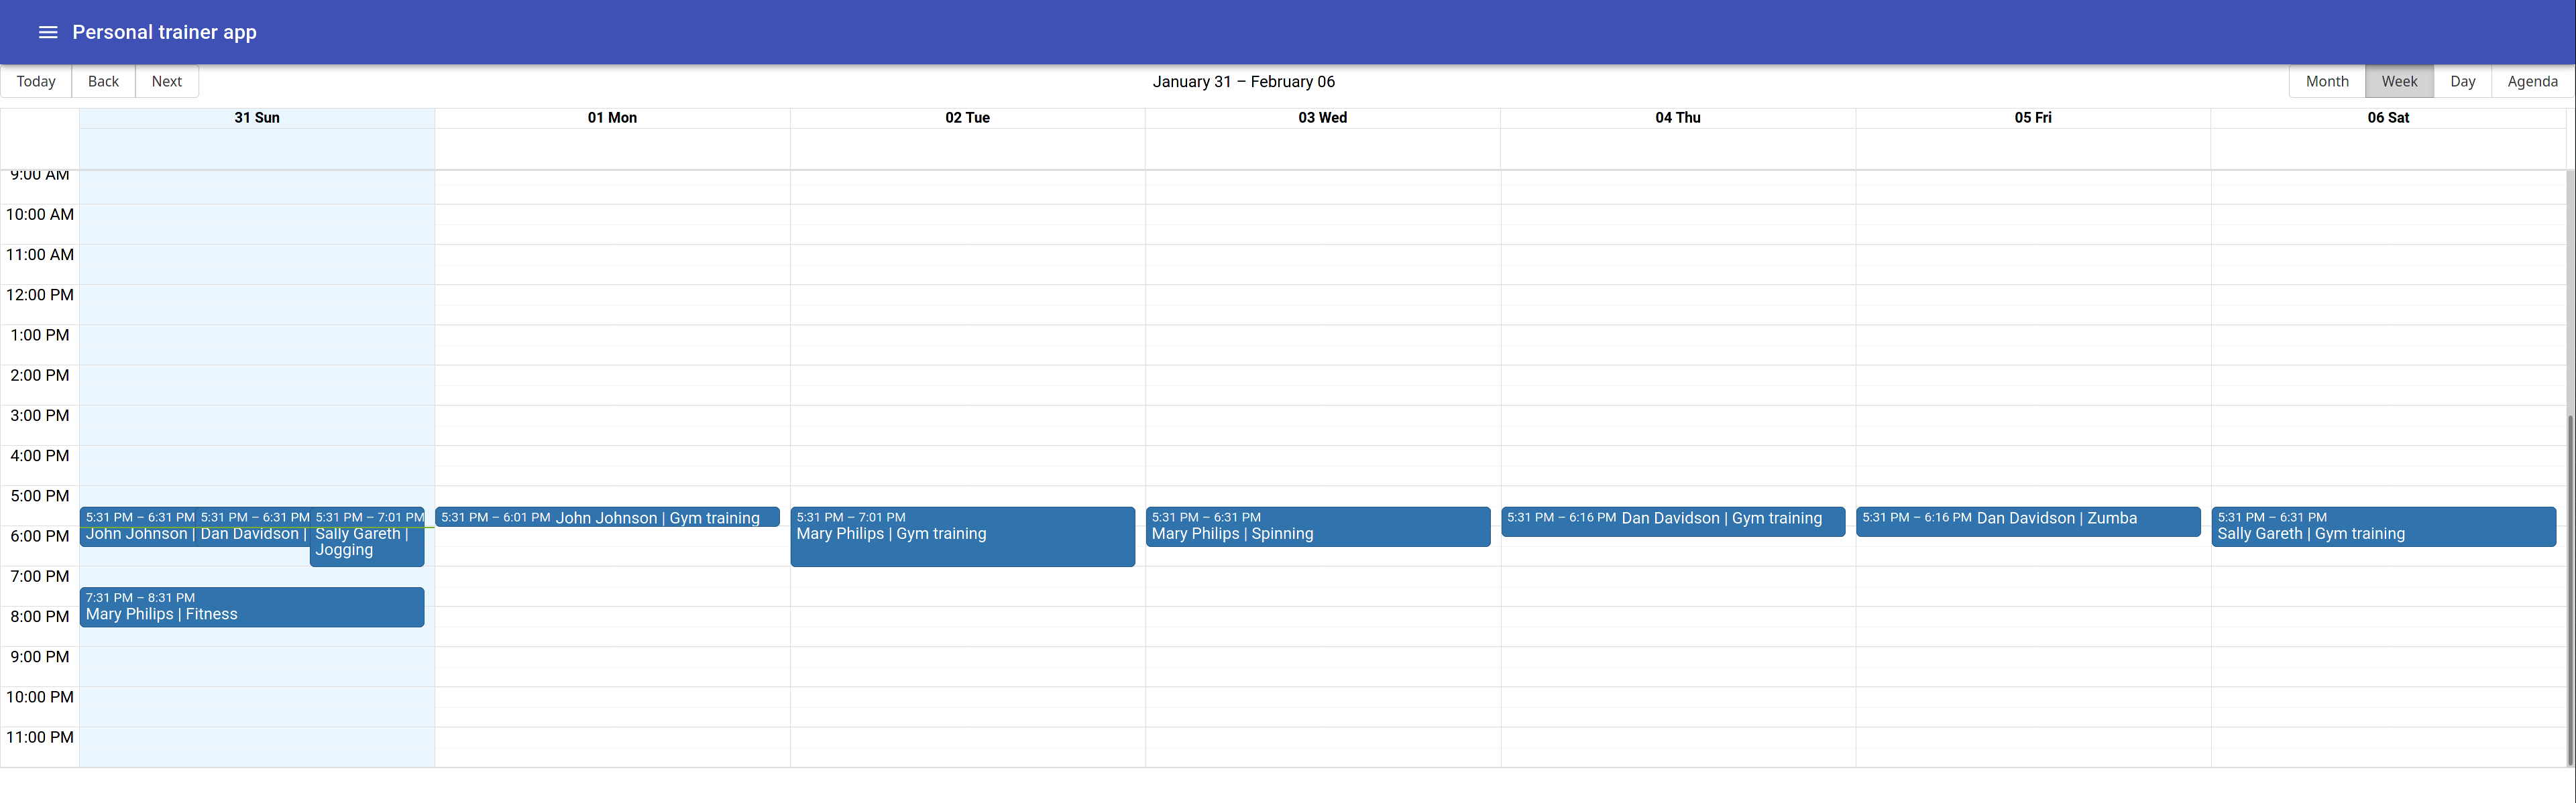 Personal trainer app
Today Back Next
January 31 – February 06
Month Week Day Agenda
31 Sun 01 Mon 02 Tue 03 Wed 04 Thu 05 Fri 06 Sat
9:00 AM
10:00 AM
11:00 AM
12:00 PM
1:00 PM
2:00 PM
3:00 PM
4:00 PM
5:00 PM
6:00 PM
7:00 PM
8:00 PM
9:00 PM
10:00 PM
11:00 PM
5:31 PM – 6:31 PM
John Johnson |
5:31 PM – 6:31 PM
Dan Davidson |
5:31 PM – 7:01 PM
Sally Gareth |
Jogging
7:31 PM – 8:31 PM
Mary Philips | Fitness
5:31 PM – 6:01 PM John Johnson | Gym training
5:31 PM – 7:01 PM
Mary Philips | Gym training
5:31 PM – 6:31 PM
Mary Philips | Spinning
5:31 PM – 6:16 PM Dan Davidson | Gym training
5:31 PM – 6:16 PM Dan Davidson | Zumba
5:31 PM – 6:31 PM
Sally Gareth | Gym training